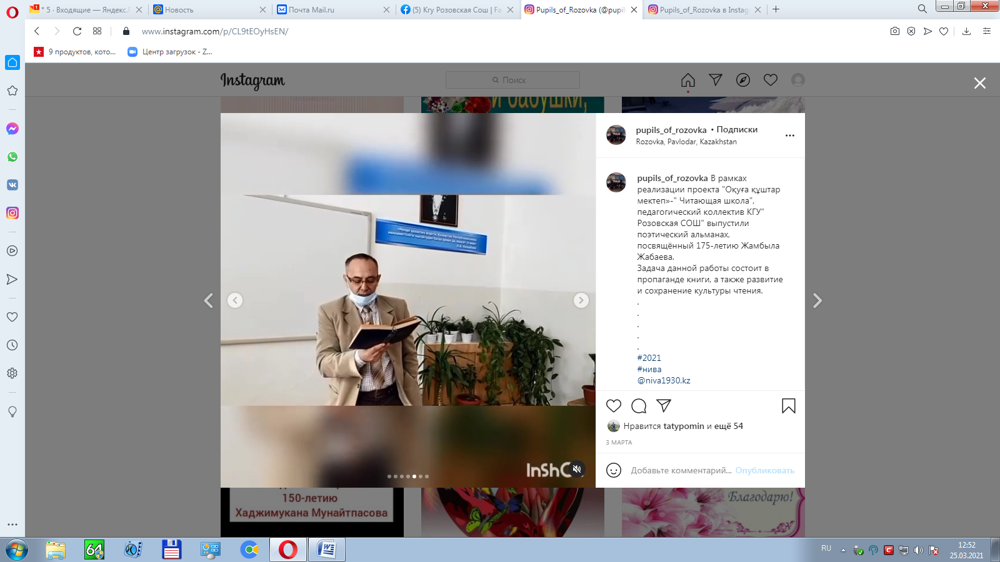 * 5 · Входящие — Яндекс.
Новость
Почта Mail.ru
(5) Кгу Розовская Сош | Fa
Pupils_of_Rozovka (@pupil
Pupils_of_Rozovka в Instag
www.instagram.com/p/CL9tEOyHsEN/
9 продуктов, кото...
Центр загрузок - Z...
Instagram
Поиск
и бабушки,
pupils_of_rozovka • Подписки
Rozovka, Pavlodar, Kazakhstan
pupils_of_rozovka В рамках
реализации проекта "Оқуға құштар
мектеп»-" Читающая школа",
педагогический коллектив КГУ"
Розовская СОШ" выпустили
поэтический альманах,
посвящённый 175-летию Жамбыла
Жабаева.
Задача данной работы состоит в
пропаганде книги, а также развитие
и сохранение культуры чтения.
.
.
.
.
.
#2021
#нива
@niva1930.kz
Нравится tatypomin и ещё 54
3 МАРТА
Добавьте комментарий... Опубликовать
InSh
150-летию
Хаджимукана Мунайтпасова
Благодарю!
64
RU
12:52
25.03.2021